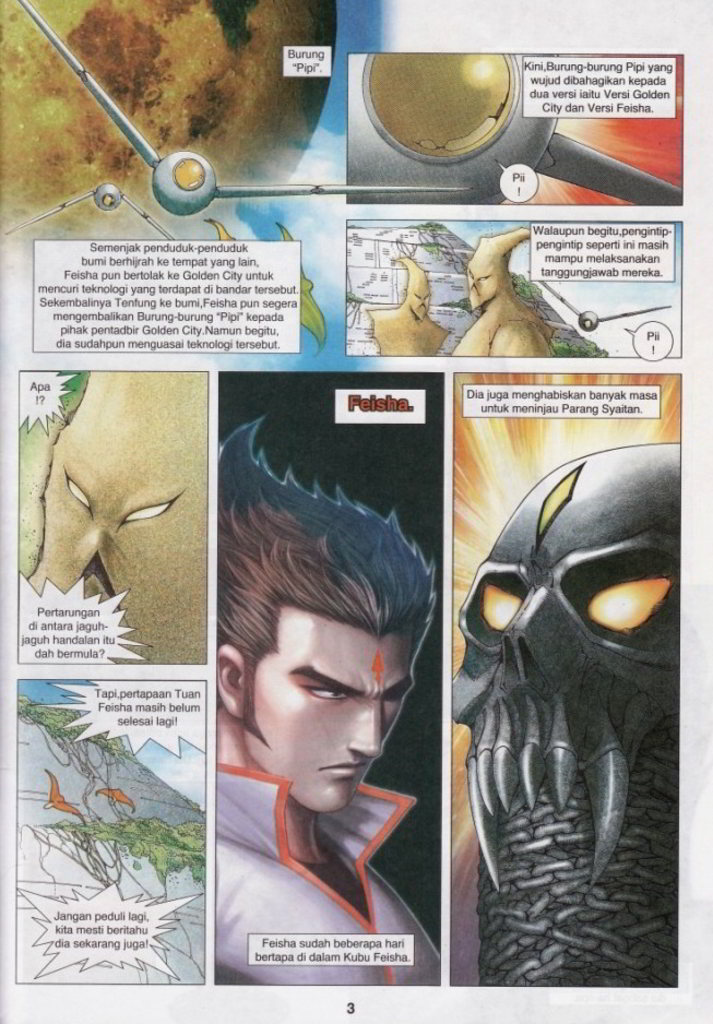 Burung
"Pipi".
Kini,Burung-burung Pipi yang
wujud dibahagikan kepada
dua versi iaitu Versi Golden
City dan Versi Feisha.
Pii
!
Semenjak penduduk-penduduk
bumi berhijrah ke tempat yang lain,
Feisha pun bertolak ke Golden City untuk
mencuri teknologi yang terdapat di bandar tersebut.
Sekembalinya Tenfung ke bumi,Feisha pun segera
mengembalikan Burung-burung "Pipi" kepada
pihak pentadbir Golden City.Namun begitu,
dia sudahpun menguasai teknologi tersebut.
Walaupun begitu,pengintip-
pengintip seperti ini masih
mampu melaksanakan
tanggungjawab mereka.
Pii
!
Apa
!?
Pertarungan
di antara jaguh-
jaguh handalan itu
dah bermula?
Tapi,pertapaan Tuan
Feisha masih belum
selesai lagi!
Jangan peduli lagi,
kita mesti beritahu
dia sekarang juga!
Feisha.
Feisha sudah beberapa hari
bertapa di dalam Kubu Feisha.
Dia juga menghabiskan banyak masa
untuk meninjau Parang Syaitan.
3